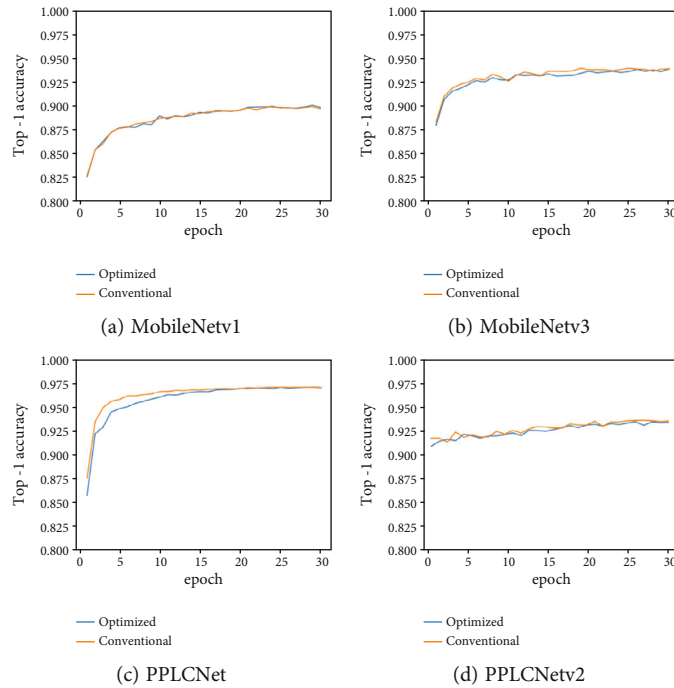 1.000
0.975
0.950
0.925
0.900
0.875
0.850
0.825
0.800
Top -1 accuracy
0 5 10 15 20 25 30
epoch
Optimized
Conventional
(a) MobileNetv1
1.000
0.975
0.950
0.925
0.900
0.875
0.850
0.825
0.800
Top -1 accuracy
0 5 10 15 20 25 30
epoch
Optimized
Conventional
(b) MobileNetv3
1.000
0.975
0.950
0.925
0.900
0.875
0.850
0.825
0.800
Top -1 accuracy
0 5 10 15 20 25 30
epoch
Optimized
Conventional
(c) PPLCNet
1.000
0.975
0.950
0.925
0.900
0.875
0.850
0.825
0.800
Top -1 accuracy
0 5 10 15 20 25 30
epoch
Optimized
Conventional
(d) PPLCNetv2